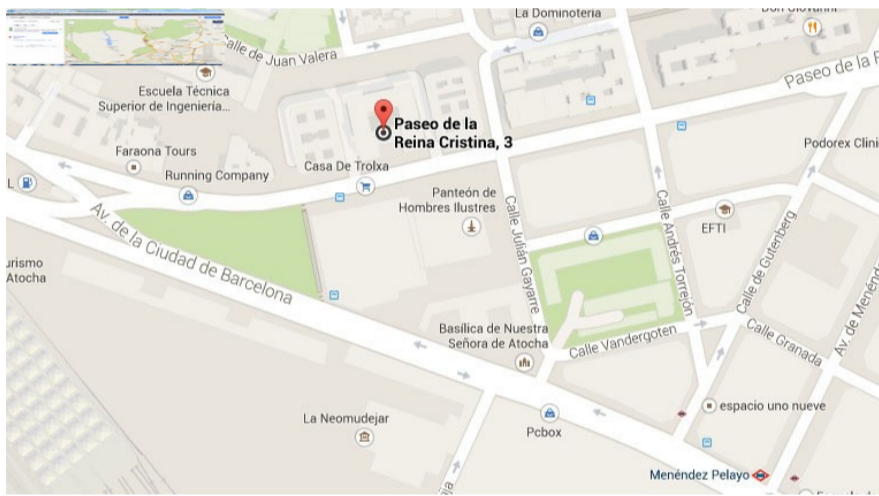 La Dominoteria
Don Giovanni
Calle de Juan Valera
Escuela Técnica
Superior de Ingeniería...
Paseo de la
Paseo de la
Reina Cristina, 3
Faraona Tours
Running Company
Casa De Trolxa
Podorex Clini
L
Panteón de
Hombres Ilustres
EFTI
Av. de la Ciudad de Barcelona
Calle Julián Gayarre
Calle Andrés Torrejón
Calle de Gutenberg
Av. de Menénd
urismo
Atocha
Basílica de Nuestra
Señora de Atocha
Calle Vandergoten
Calle Granada
La Neomudejar
Pcbox
espacio uno nueve
Menéndez Pelayo